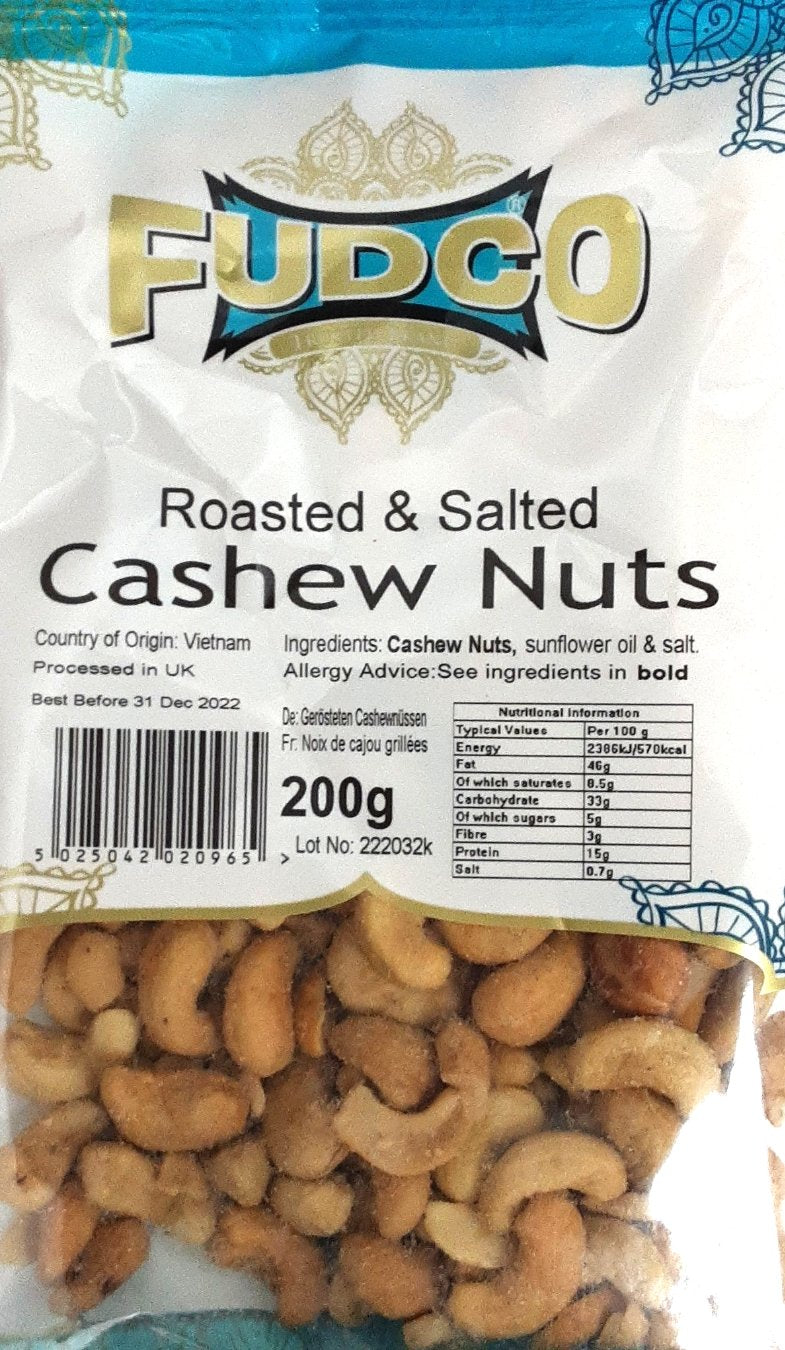 FUDCO®
Roasted & Salted
Cashew Nuts
Country of Origin: Vietnam
Processed in UK
Best Before 31 Dec 2022
Ingredients: Cashew Nuts, sunflower oil & salt.
Allergy Advice:See ingredients in bold
De: Gerösteten Cashewnüssen
Fr. Noix de cajou grillées
200g
Lot No: 222032k
5 025042 020965 >
Nutritional Information
Typical Values Per 100 g
Energy 2386kJ/570kcal
Fat 46g
Of which saturates 8.5g
Carbohydrate 33g
Of which sugars 5g
Fibre 3g
Protein 15g
Salt 0.7g